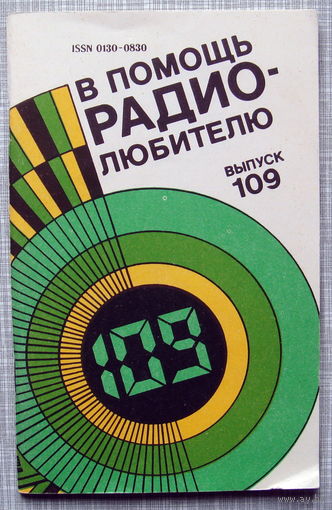 ISSN 0130-0830
В ПОМОЩЬ
РАДИО-
ЛЮБИТЕЛЮ
ВЫПУСК
109
109